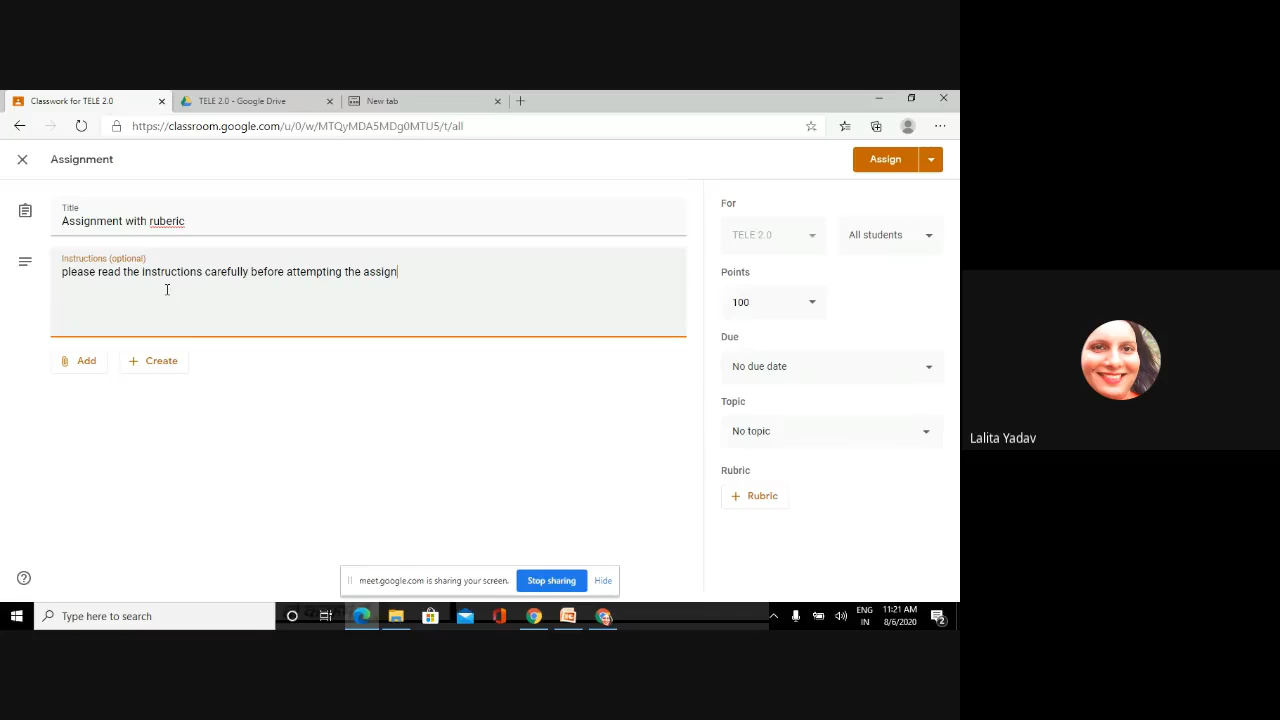 Classwork for TELE 2.0
TELE 2.0 - Google Drive
New tab
https://classroom.google.com/u/0/w/MTQyMDA5MDg0MTU5/t/all
Assignment
Assign
Title
Assignment with ruberic
Instructions (optional)
please read the instructions carefully before attempting the assign
Add
Create
For
TELE 2.0
All students
Points
100
Due
No due date
Topic
No topic
Rubric
Rubric
Lalita Yadav
meet.google.com is sharing your screen.
Stop sharing
Hide
Type here to search
ENG
IN
11:21 AM
8/6/2020
2